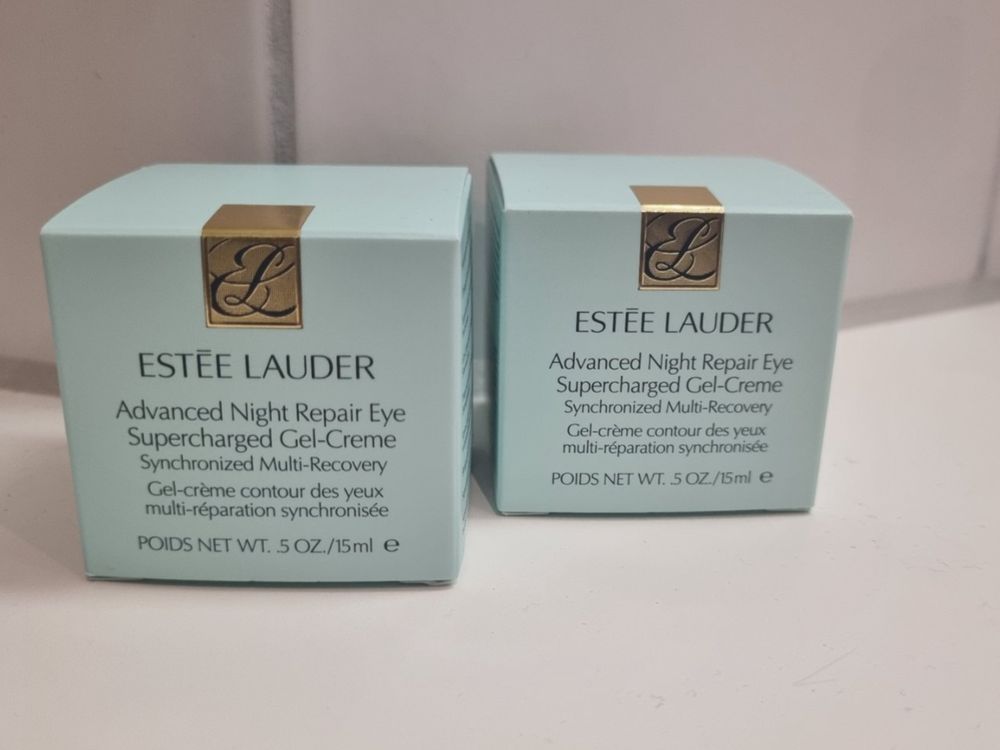 EL
ESTĒE LAUDER
Advanced Night Repair Eye
Supercharged Gel-Creme
Synchronized Multi-Recovery
Gel-crème contour des yeux
multi-réparation synchronisée
POIDS NET WT. .5 OZ./15ml ℮
EL
ESTĒE LAUDER
Advanced Night Repair Eye
Supercharged Gel-Creme
Synchronized Multi-Recovery
Gel-crème contour des yeux
multi-réparation synchronisée
POIDS NET WT. .5 OZ./15ml ℮